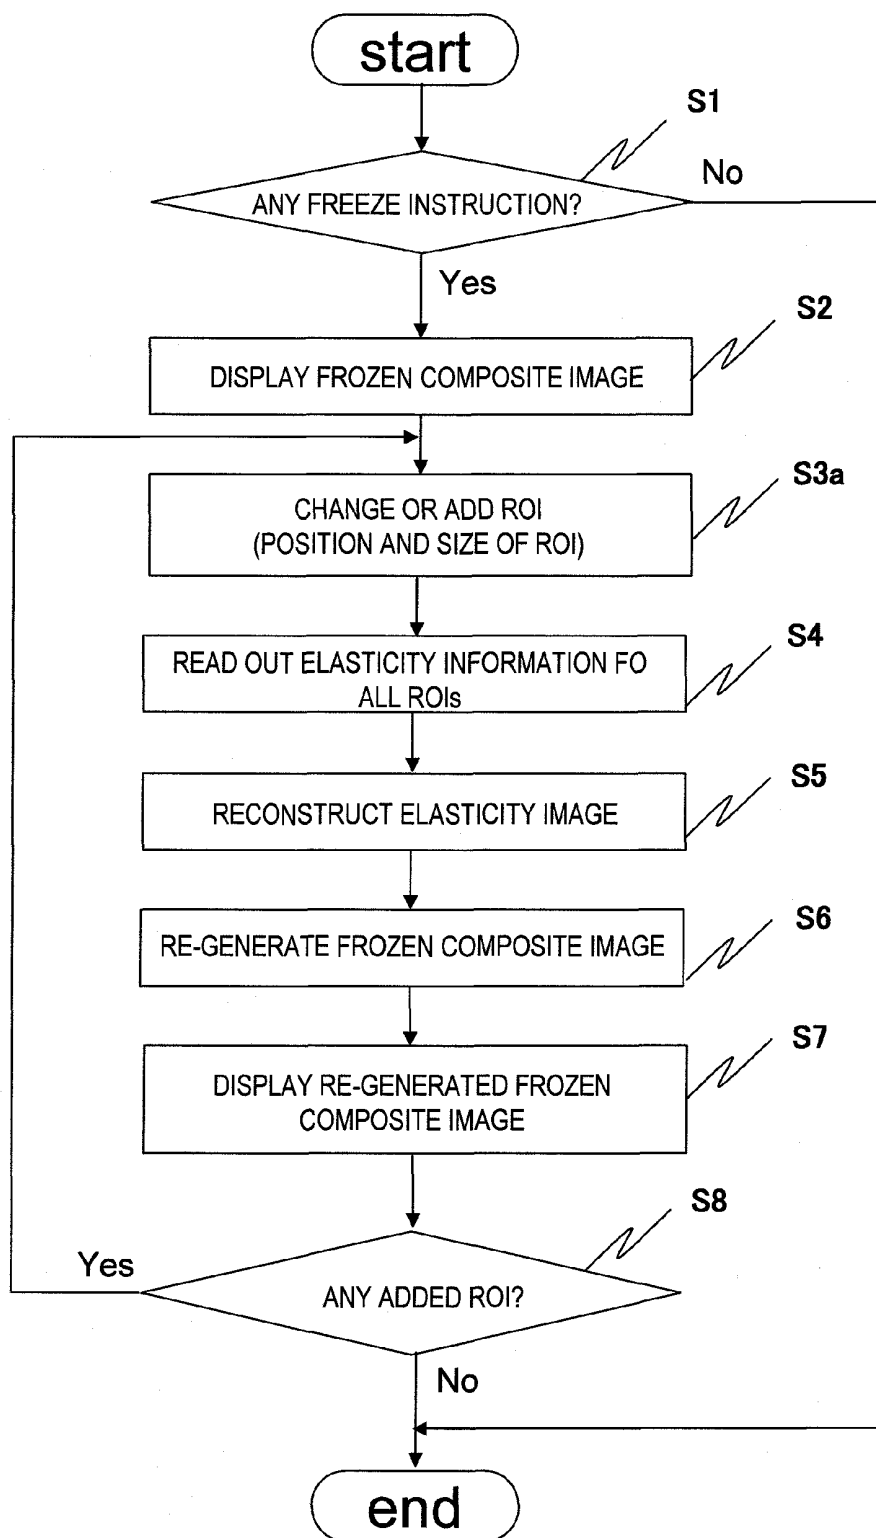 start
S1
ANY FREEZE INSTRUCTION?
No
Yes
S2
DISPLAY FROZEN COMPOSITE IMAGE
S3a
CHANGE OR ADD ROI
(POSITION AND SIZE OF ROI)
S4
READ OUT ELASTICITY INFORMATION FO
ALL ROIs
S5
RECONSTRUCT ELASTICITY IMAGE
S6
RE-GENERATE FROZEN COMPOSITE IMAGE
S7
DISPLAY RE-GENERATED FROZEN
COMPOSITE IMAGE
S8
Yes
ANY ADDED ROI?
No
end